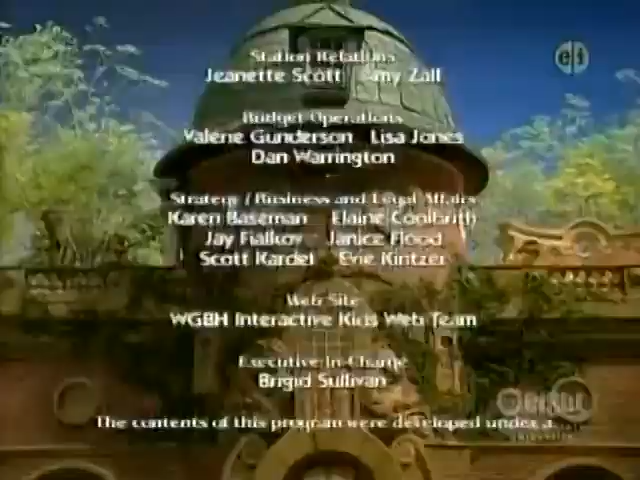 Station Relations
Jeanette Scott Amy Zall
Budget Operations
Valerie Gunderson Lisa Jones
Dan Warrington
Strategy / Business and Legal Affairs
Karen Baseman Elaine Coolbrith
Jay Fialkov Janice Flood
Scott Kardel Evie Kintzer
Web Site
WGBH Interactive Kids Web Team
Executive-In-Charge
Brigid Sullivan
The contents of this program were developed under a